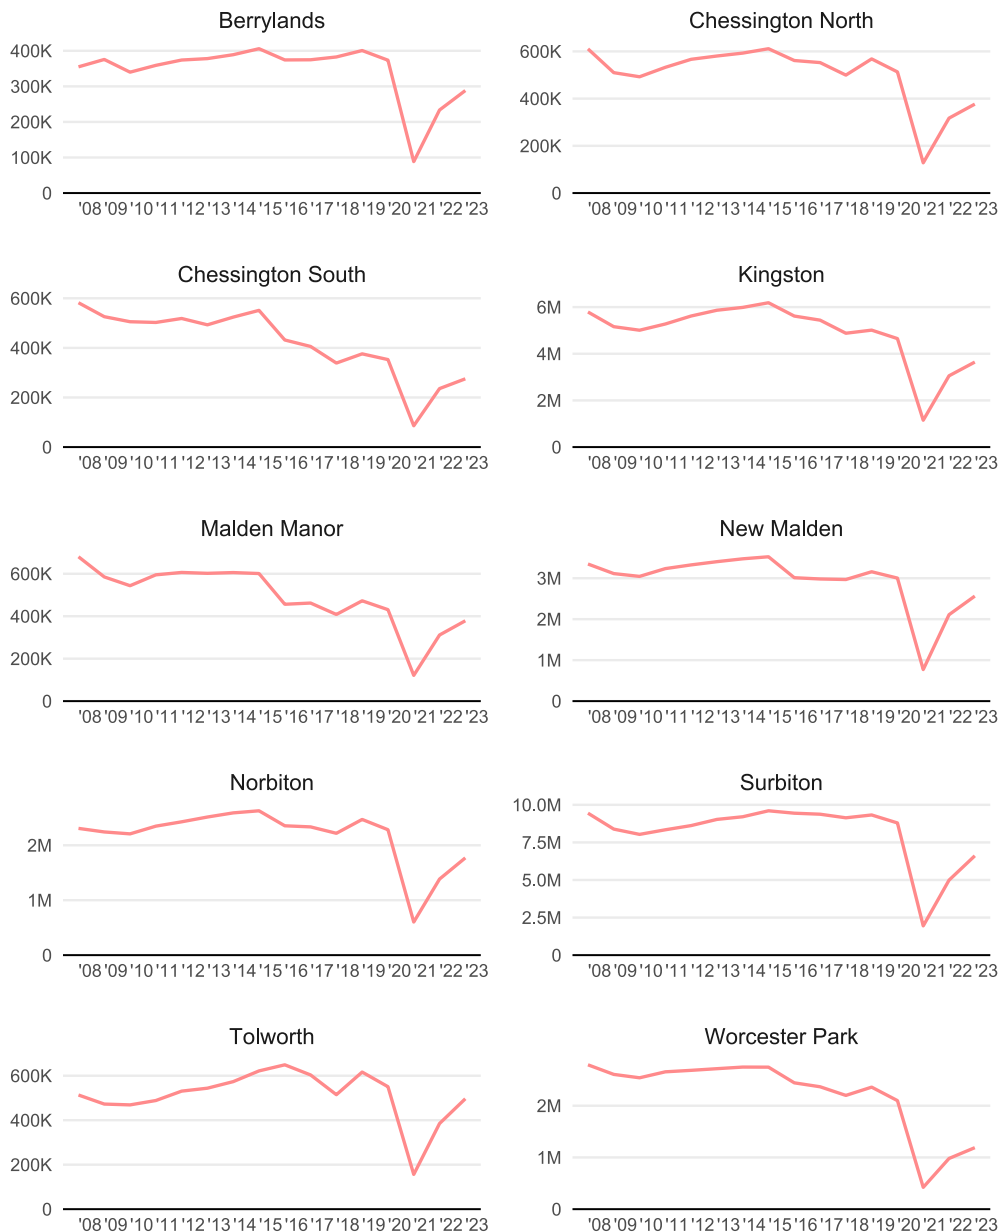 Berrylands
400K
300K
200K
100K
0
'08 '09 '10 '11 '12 '13 '14 '15 '16 '17 '18 '19 '20 '21 '22 '23
Chessington North
600K
400K
200K
0
'08 '09 '10 '11 '12 '13 '14 '15 '16 '17 '18 '19 '20 '21 '22 '23
Chessington South
600K
400K
200K
0
'08 '09 '10 '11 '12 '13 '14 '15 '16 '17 '18 '19 '20 '21 '22 '23
Kingston
6M
4M
2M
0
'08 '09 '10 '11 '12 '13 '14 '15 '16 '17 '18 '19 '20 '21 '22 '23
Malden Manor
600K
400K
200K
0
'08 '09 '10 '11 '12 '13 '14 '15 '16 '17 '18 '19 '20 '21 '22 '23
New Malden
3M
2M
1M
0
'08 '09 '10 '11 '12 '13 '14 '15 '16 '17 '18 '19 '20 '21 '22 '23
Norbiton
2M
1M
0
'08 '09 '10 '11 '12 '13 '14 '15 '16 '17 '18 '19 '20 '21 '22 '23
Surbiton
10.0M
7.5M
5.0M
2.5M
0
'08 '09 '10 '11 '12 '13 '14 '15 '16 '17 '18 '19 '20 '21 '22 '23
Tolworth
600K
400K
200K
0
'08 '09 '10 '11 '12 '13 '14 '15 '16 '17 '18 '19 '20 '21 '22 '23
Worcester Park
2M
1M
0
'08 '09 '10 '11 '12 '13 '14 '15 '16 '17 '18 '19 '20 '21 '22 '23